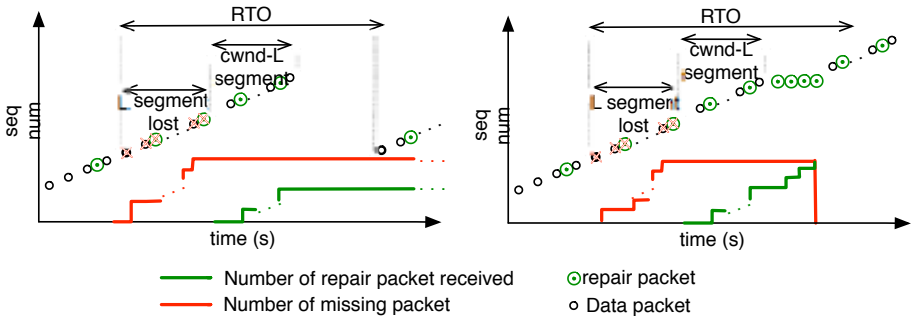 RTO
cwnd-L
segment
L segment
lost
seq
num
time (s)
RTO
cwnd-L
segment
L segment
lost
seq
num
time (s)
Number of repair packet received
Number of missing packet
repair packet
Data packet